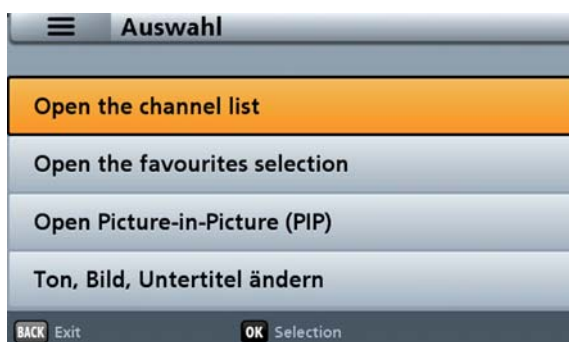 Auswahl
Open the channel list
Open the favourites selection
Open Picture-in-Picture (PIP)
Ton, Bild, Untertitel ändern
BACK Exit OK Selection